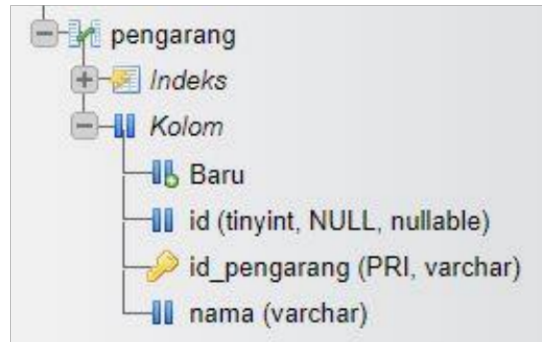 pengarang
Indeks
Kolom
Baru
id (tinyint, NULL, nullable)
id_pengarang (PRI, varchar)
nama (varchar)